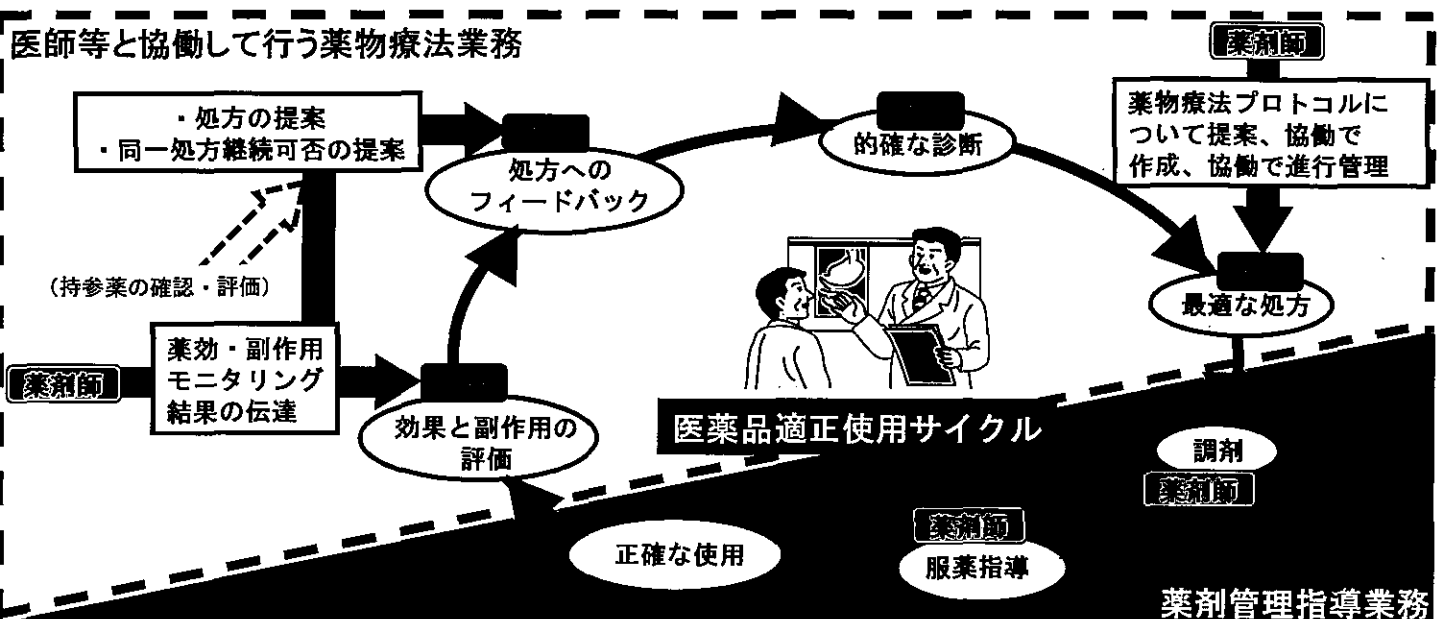 医師等と協働して行う薬物療法業務
薬剤師
・処方の提案
・同一処方継続可否の提案
薬物療法プロトコルに
ついて提案、協働で
作成、協働で進行管理
的確な診断
処方への
フィードバック
(持参薬の確認・評価)
最適な処方
薬効・副作用
モニタリング
結果の伝達
薬剤師
効果と副作用の
評価
医薬品適正使用サイクル
調剤
薬剤師
薬剤師
正確な使用
服薬指導
薬剤管理指導業務